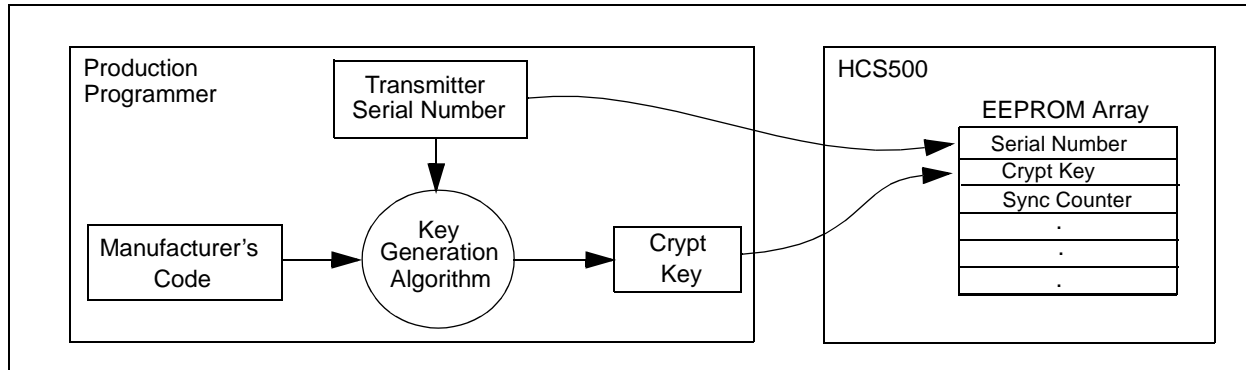 Production
Programmer
Transmitter
Serial Number
Manufacturer's
Code
Key
Generation
Algorithm
Crypt
Key
HCS500
EEPROM Array
Serial Number
Crypt Key
Sync Counter
.
.
.